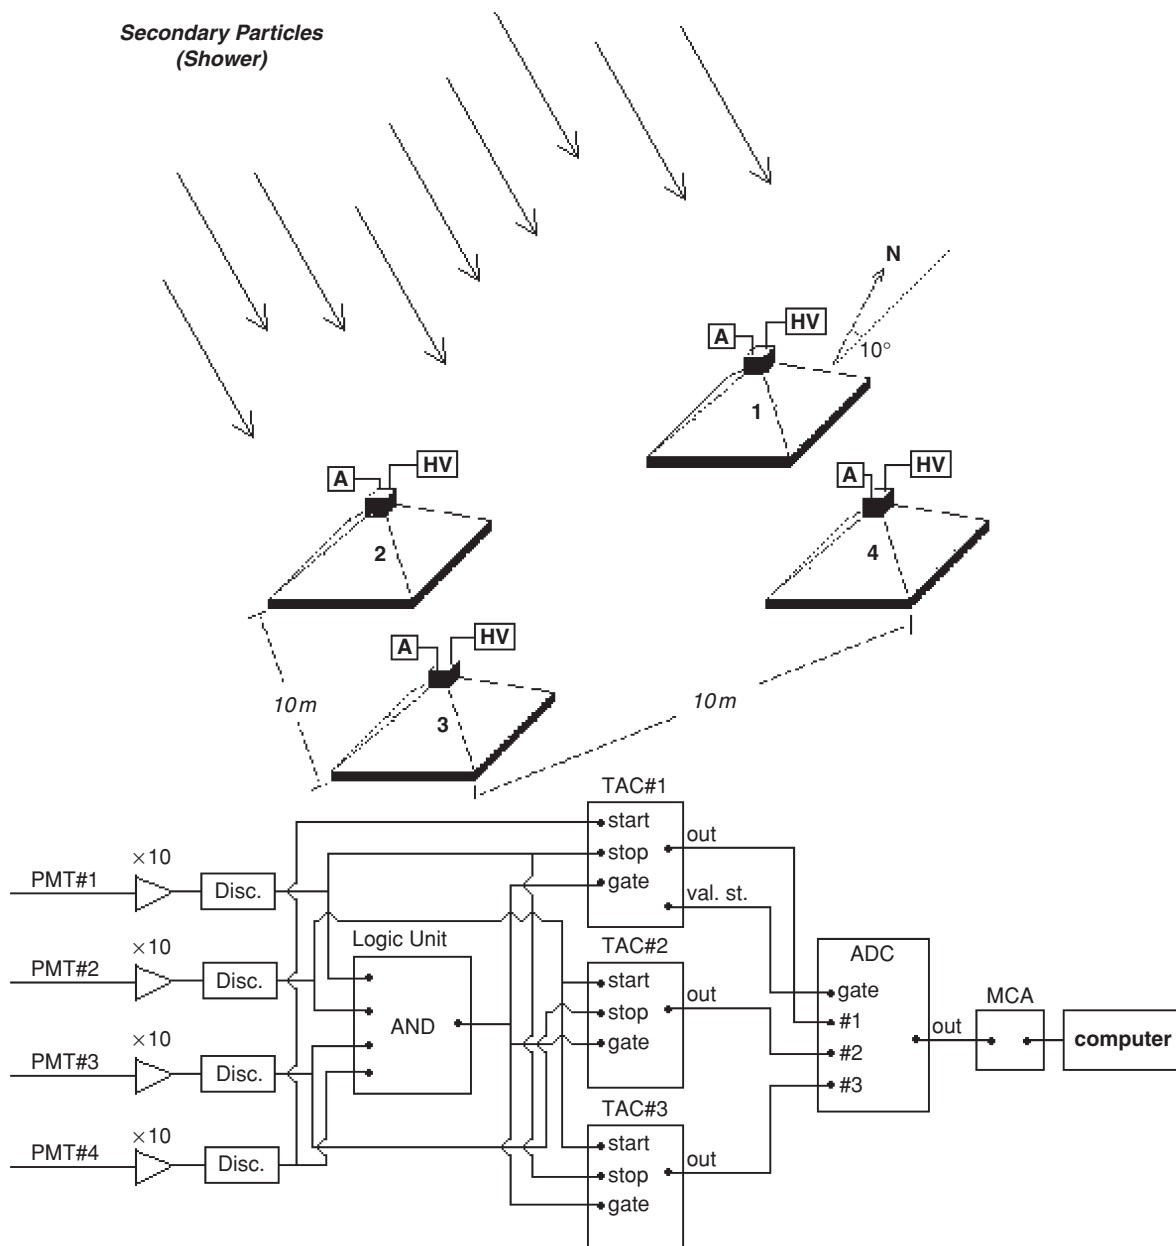 Secondary Particles
(Shower)
N
10°
A
HV
1
A
HV
2
A
HV
4
A
HV
3
10 m
10 m
TAC#1
start
stop
gate
out
val. st.
×10
PMT#1
Disc.
×10
PMT#2
Disc.
×10
PMT#3
Disc.
×10
PMT#4
Disc.
Logic Unit
AND
TAC#2
start
stop
gate
out
TAC#3
start
stop
gate
out
ADC
gate
#1
#2
#3
out
MCA
computer